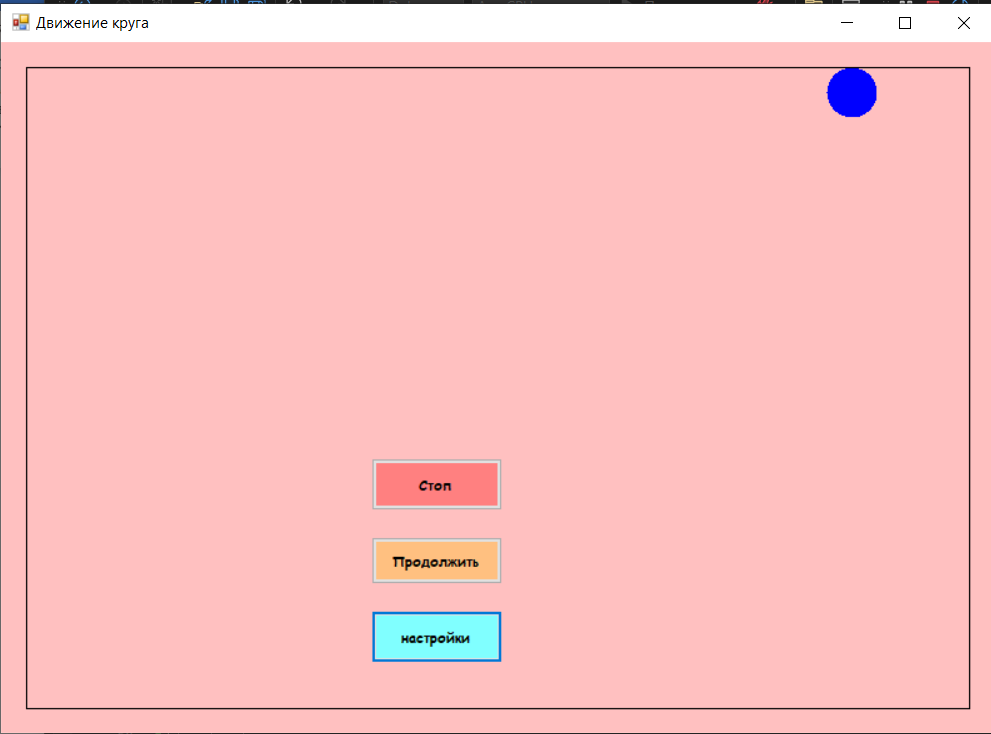 Движение круга
Стоп
Продолжить
настройки